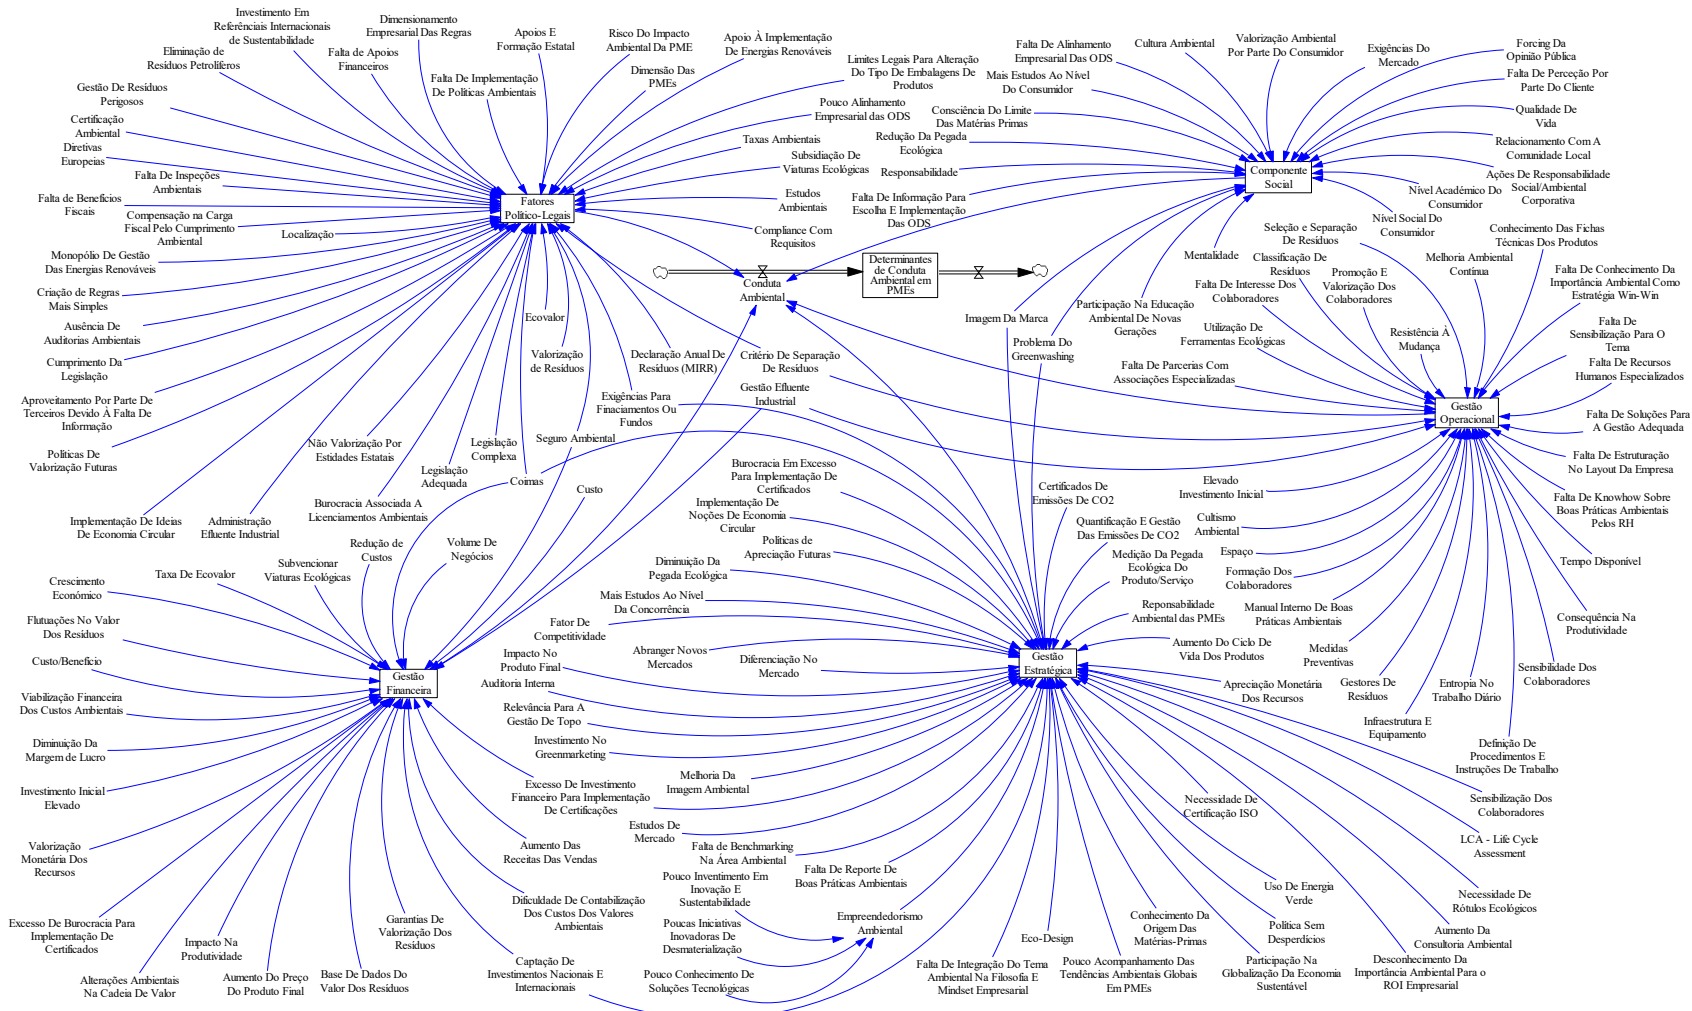 Investimento Em
Referênciais Internacionais
de Sustentabilidade
Dimensionamento
Empresarial Das Regras
Apoios E
Formação Estatal
Risco Do Impacto
Ambiental Da PME
Apoio À Implementação
De Energias Renováveis
Eliminação de
Resíduos Petrolíferos
Falta de Apoios
Financeiros
Falta De Implementação
De Políticas Ambientais
Dimensão Das
PMEs
Limites Legais Para Alteração
Do Tipo De Embalagens De
Produtos
Gestão De Resíduos
Perigosos
Pouco Alinhamento
Empresarial das ODS
Certificação
Ambiental
Taxas Ambientais
Diretivas
Europeias
Subsidiação De
Viaturas Ecológicas
Falta De Inspeções
Ambientais
Estudos
Ambientais
Falta de Benefícios
Fiscais
Fatores
Político-Legais
Compensação na Carga
Fiscal Pelo Cumprimento
Ambiental
Localização
Compliance Com
Requisitos
Monopólio De Gestão
Das Energias Renováveis
Criação de Regras
Mais Simples
Ausência De
Auditorias Ambientais
Cumprimento Da
Legislação
Aproveitamento Por Parte De
Terceiros Devido À Falta De
Informação
Políticas De
Valorização Futuras
Implementação De Ideias
De Economia Circular
Administração
Efluente Industrial
Não Valorização Por
Estidades Estatais
Burocracia Associada A
Licenciamentos Ambientais
Legislação
Adequada
Legislação
Complexa
Coimas
Ecovalor
Valorização
de Resíduos
Seguro Ambiental
Exigências Para
Finaciamentos Ou
Fundos
Declaração Anual De
Resíduos (MIRR)
Critério De Separação
De Resíduos
Gestão Efluente
Industrial
Conduta
Ambiental
Determinantes
de Conduta
Ambiental em
PMEs
Falta De Alinhamento
Empresarial Das ODS
Cultura Ambiental
Valorização Ambiental
Por Parte Do Consumidor
Exigências Do
Mercado
Forcing Da
Opinião Pública
Mais Estudos Ao Nível
Do Consumidor
Falta De Perceção Por
Parte Do Cliente
Consciência Do Limite
Das Matérias Primas
Qualidade De
Vida
Redução Da Pegada
Ecológica
Relacionamento Com A
Comunidade Local
Responsabilidade
Componente
Social
Ações De Responsabilidade
Social/Ambiental
Corporativa
Falta De Informação Para
Escolha E Implementação
Das ODS
Nível Académico Do
Consumidor
Nível Social Do
Consumidor
Mentalidade
Participação Na Educação
Ambiental De Novas
Gerações
Imagem Da Marca
Problema Do
Greenwashing
Seleção e Separação
De Resíduos
Conhecimento Das Fichas
Técnicas Dos Produtos
Classificação De
Resíduos
Melhoria Ambiental
Contínua
Promoção E
Valorização Dos
Colaboradores
Falta De Conhecimento Da
Importância Ambiental Como
Estratégia Win-Win
Falta De Interesse Dos
Colaboradores
Utilização De
Ferramentas Ecológicas
Resistência À
Mudança
Falta De
Sensibilização Para O
Tema
Falta De Parcerias Com
Associações Especializadas
Falta De Recursos
Humanos Especializados
Gestão
Operacional
Falta De Soluções Para
A Gestão Adequada
Falta De Estruturação
No Layout Da Empresa
Elevado
Investimento Inicial
Falta De Knowhow Sobre
Boas Práticas Ambientais
Pelos RH
Cultismo
Ambiental
Espaço
Tempo Disponível
Formação Dos
Colaboradores
Manual Interno De Boas
Práticas Ambientais
Consequência Na
Produtividade
Medidas
Preventivas
Gestores De
Resíduos
Sensibilidade Dos
Colaboradores
Entropia No
Trabalho Diário
Infraestrutura E
Equipamento
Definição De
Procedimentos E
Instruções De Trabalho
Custo
Redução de
Custos
Volume De
Negócios
Subvencionar
Viaturas Ecológicas
Taxa De Ecovalor
Crescimento
Económico
Flutuações No Valor
Dos Resíduos
Custo/Benefício
Gestão
Financeira
Viabilização Financeira
Dos Custos Ambientais
Diminuição Da
Margem de Lucro
Investimento Inicial
Elevado
Valorização
Monetária Dos
Recursos
Excesso De Burocracia Para
Implementação De
Certificados
Alterações Ambientais
Na Cadeia De Valor
Impacto Na
Produtividade
Aumento Do Preço
Do Produto Final
Base De Dados Do
Valor Dos Resíduos
Garantias De
Valorização Dos
Resíduos
Captação De
Investimentos Nacionais E
Internacionais
Dificuldade De Contabilização
Dos Custos Dos Valores
Ambientais
Aumento Das
Receitas Das Vendas
Excesso De Investimento
Financeiro Para Implementação
De Certificações
Burocracia Em Excesso
Para Implementação De
Certificados
Implementação De
Noções De Economia
Circular
Políticas de
Apreciação Futuras
Diminuição Da
Pegada Ecológica
Mais Estudos Ao Nível
Da Concorrência
Fator De
Competitividade
Abranger Novos
Mercados
Impacto No
Produto Final
Diferenciação No
Mercado
Auditoria Interna
Relevância Para A
Gestão De Topo
Investimento No
Greenmarketing
Melhoria Da
Imagem Ambiental
Estudos De
Mercado
Falta de Benchmarking
Na Área Ambiental
Falta De Reporte De
Boas Práticas Ambientais
Pouco Inventimento Em
Inovação E
Sustentabilidade
Poucas Iniciativas
Inovadoras De
Desmaterialização
Pouco Conhecimento De
Soluções Tecnológicas
Empreendedorismo
Ambiental
Certificados De
Emissões De CO2
Quantificação E Gestão
Das Emissões De CO2
Medição Da Pegada
Ecológica Do
Produto/Serviço
Reponsabilidade
Ambiental das PMEs
Gestão
Estratégica
Aumento Do Ciclo De
Vida Dos Produtos
Apreciação Monetária
Dos Recursos
Sensibilização Dos
Colaboradores
LCA - Life Cycle
Assessment
Necessidade De
Rótulos Ecológicos
Aumento Da
Consultoria Ambiental
Desconhecimento Da
Importância Ambiental Para o
ROI Empresarial
Necessidade De
Certificação ISO
Uso De Energia
Verde
Política Sem
Desperdícios
Participação Na
Globalização Da Economia
Sustentável
Conhecimento Da
Origem Das
Matérias-Primas
Pouco Acompanhamento Das
Tendências Ambientais Globais
Em PMEs
Eco-Design
Falta De Integração Do Tema
Ambiental Na Filosofia E
Mindset Empresarial